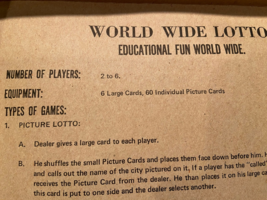 WORLD WIDE LOTTO
EDUCATIONAL FUN WORLD WIDE.
NUMBER OF PLAYERS: 2 to 6.
EQUIPMENT: 6 Large Cards, 60 Individual Picture Cards
TYPES OF GAMES:
1. PICTURE LOTTO:
A. Dealer gives a large card to each player.
B. He shuffles the small Picture Cards and places them face down before him.
and calls out the name of the city pictured on it. If a player has the "called"
receives the Picture Card from the dealer. He than places it on his large
this card is put to one side and the dealer selects another.